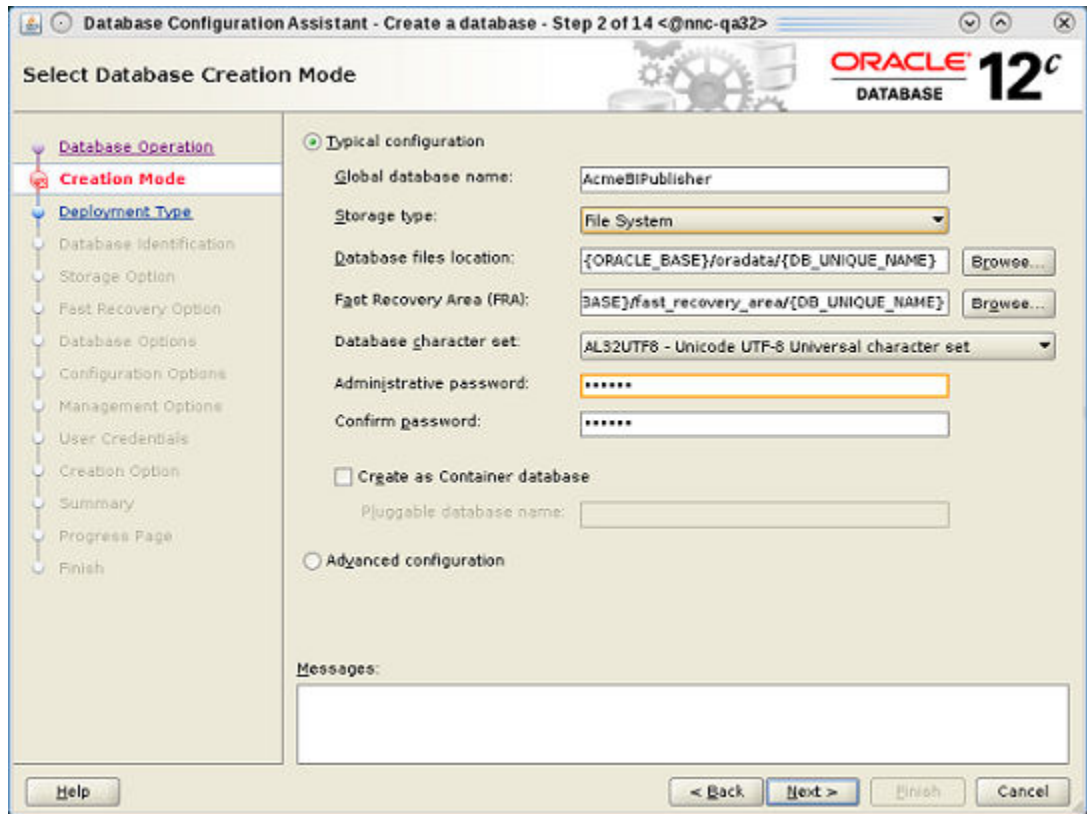 Database Configuration Assistant - Create a database - Step 2 of 14 <@nnc-qa32>
Select Database Creation Mode
ORACLE 12c
DATABASE
Database Operation
Creation Mode
Deployment Type
Database Identification
Storage Option
Fast Recovery Option
Database Options
Configuration Options
Management Options
User Credentials
Creation Option
Summary
Progress Page
Finish
Typical configuration
Global database name: AcmeBIPublisher
Storage type: File System
Database files location: {ORACLE_BASE}/oradata/{DB_UNIQUE_NAME} Browse...
Fast Recovery Area (FRA): BASE}/fast_recovery_area/{DB_UNIQUE_NAME} Browse...
Database character set: AL32UTF8 - Unicode UTF-8 Universal character set
Administrative password: ••••••
Confirm password: ••••••
Create as Container database
Pluggable database name:
Advanced configuration
Messages:
Help < Back Next > Finish Cancel